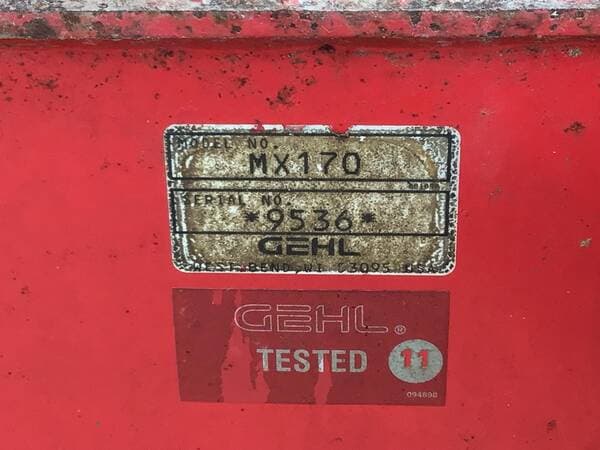 MODEL NO.
MX170
SERIAL NO.
*9536*
GEHL
WEST BEND, WI 53095 USA
GEHL®
TESTED 11
094898